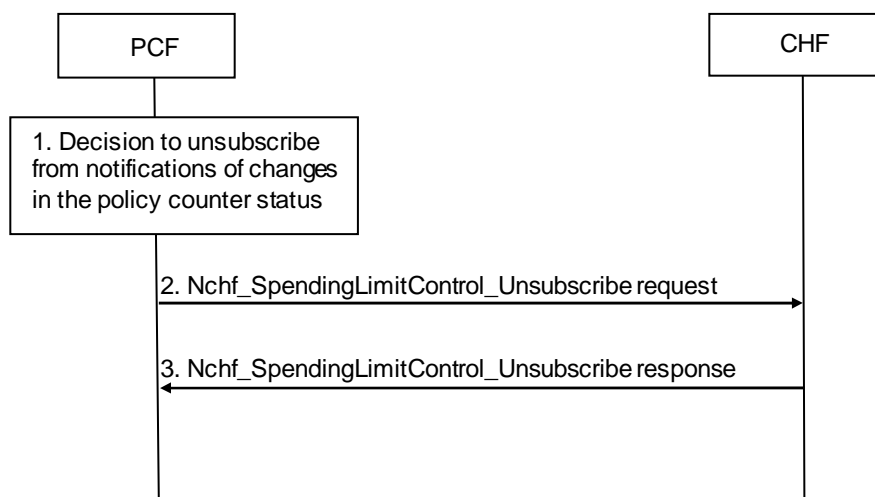 PCF
CHF
1. Decision to unsubscribe
from notifications of changes
in the policy counter status
2. Nchf_SpendingLimitControl_Unsubscribe request
3. Nchf_SpendingLimitControl_Unsubscribe response